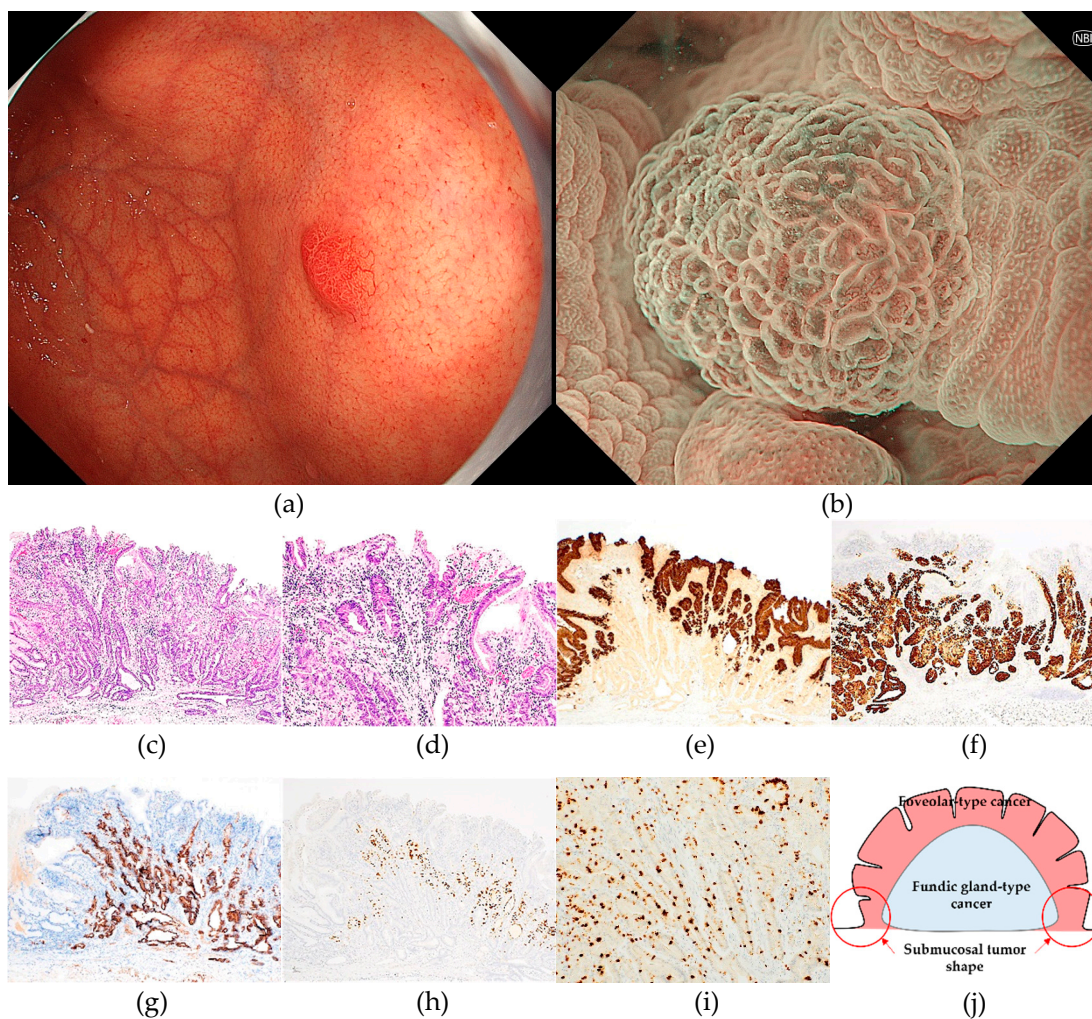 NBI
(a)
(b)
(c)
(d)
(e)
(f)
(g)
(h)
(i)
Foveolar-type cancer
Fundic gland-type
cancer
Submucosal tumor
shape
(j)